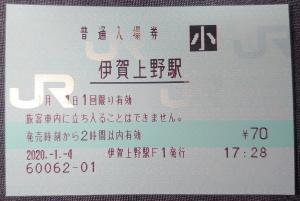 普通入場券 小
伊賀上野駅
月 日1回限り有効
旅客車内に立ち入ることはできません。
発売時刻から2時間以内有効 ¥70
2020.-1.-4 伊賀上野駅F1発行 17:28
60062-01